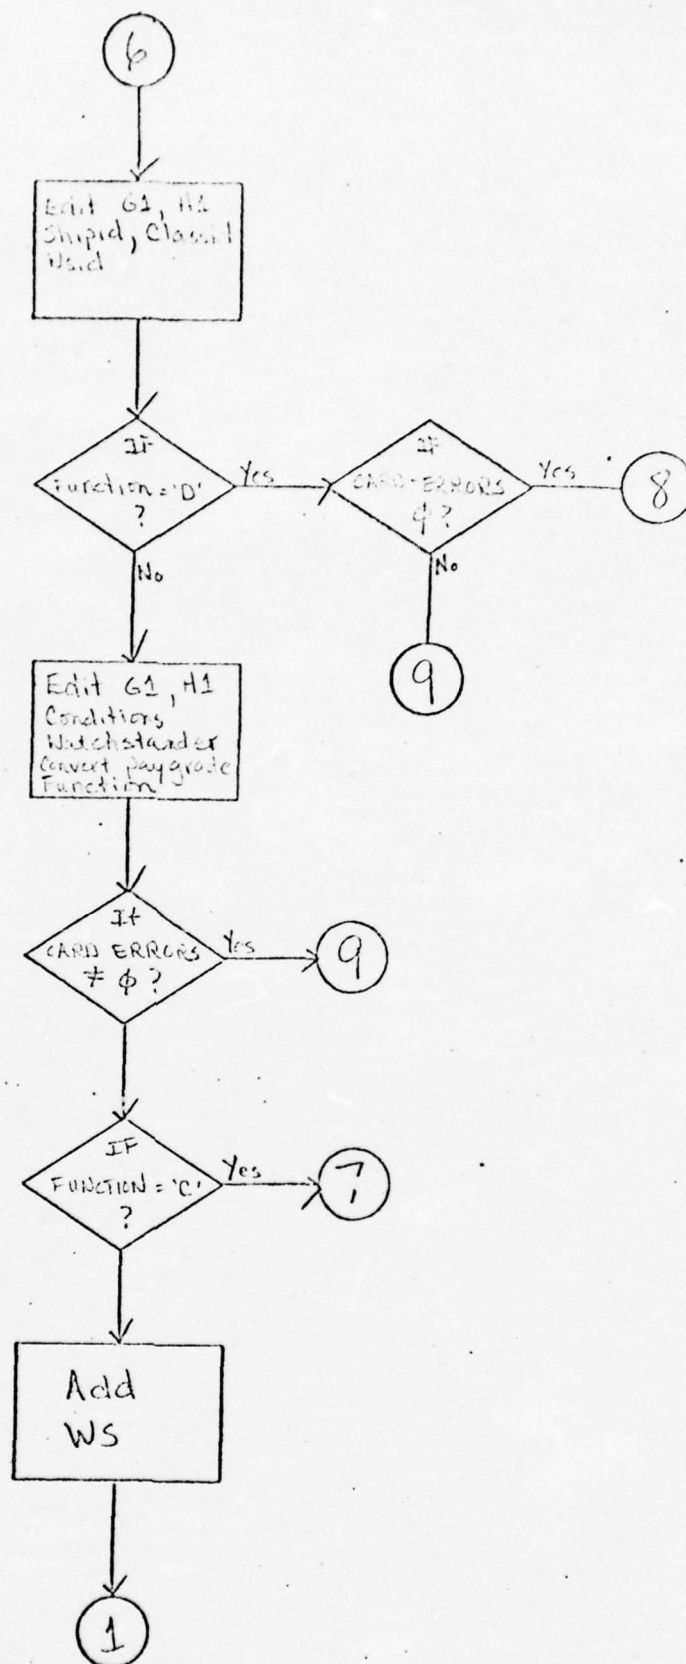 6
Edit G1, H1
Shipid, Classid
Wsid
IF
Function = 'D'
?
Yes
IF
CARD-ERRORS
φ ?
Yes
8
No
No
9
Edit G1, H1
Conditions
Watchstander
Convert paygrade
Function
If
CARD ERRORS
≠ φ ?
Yes
9
IF
FUNCTION = 'C'
?
Yes
7
Add
WS
1